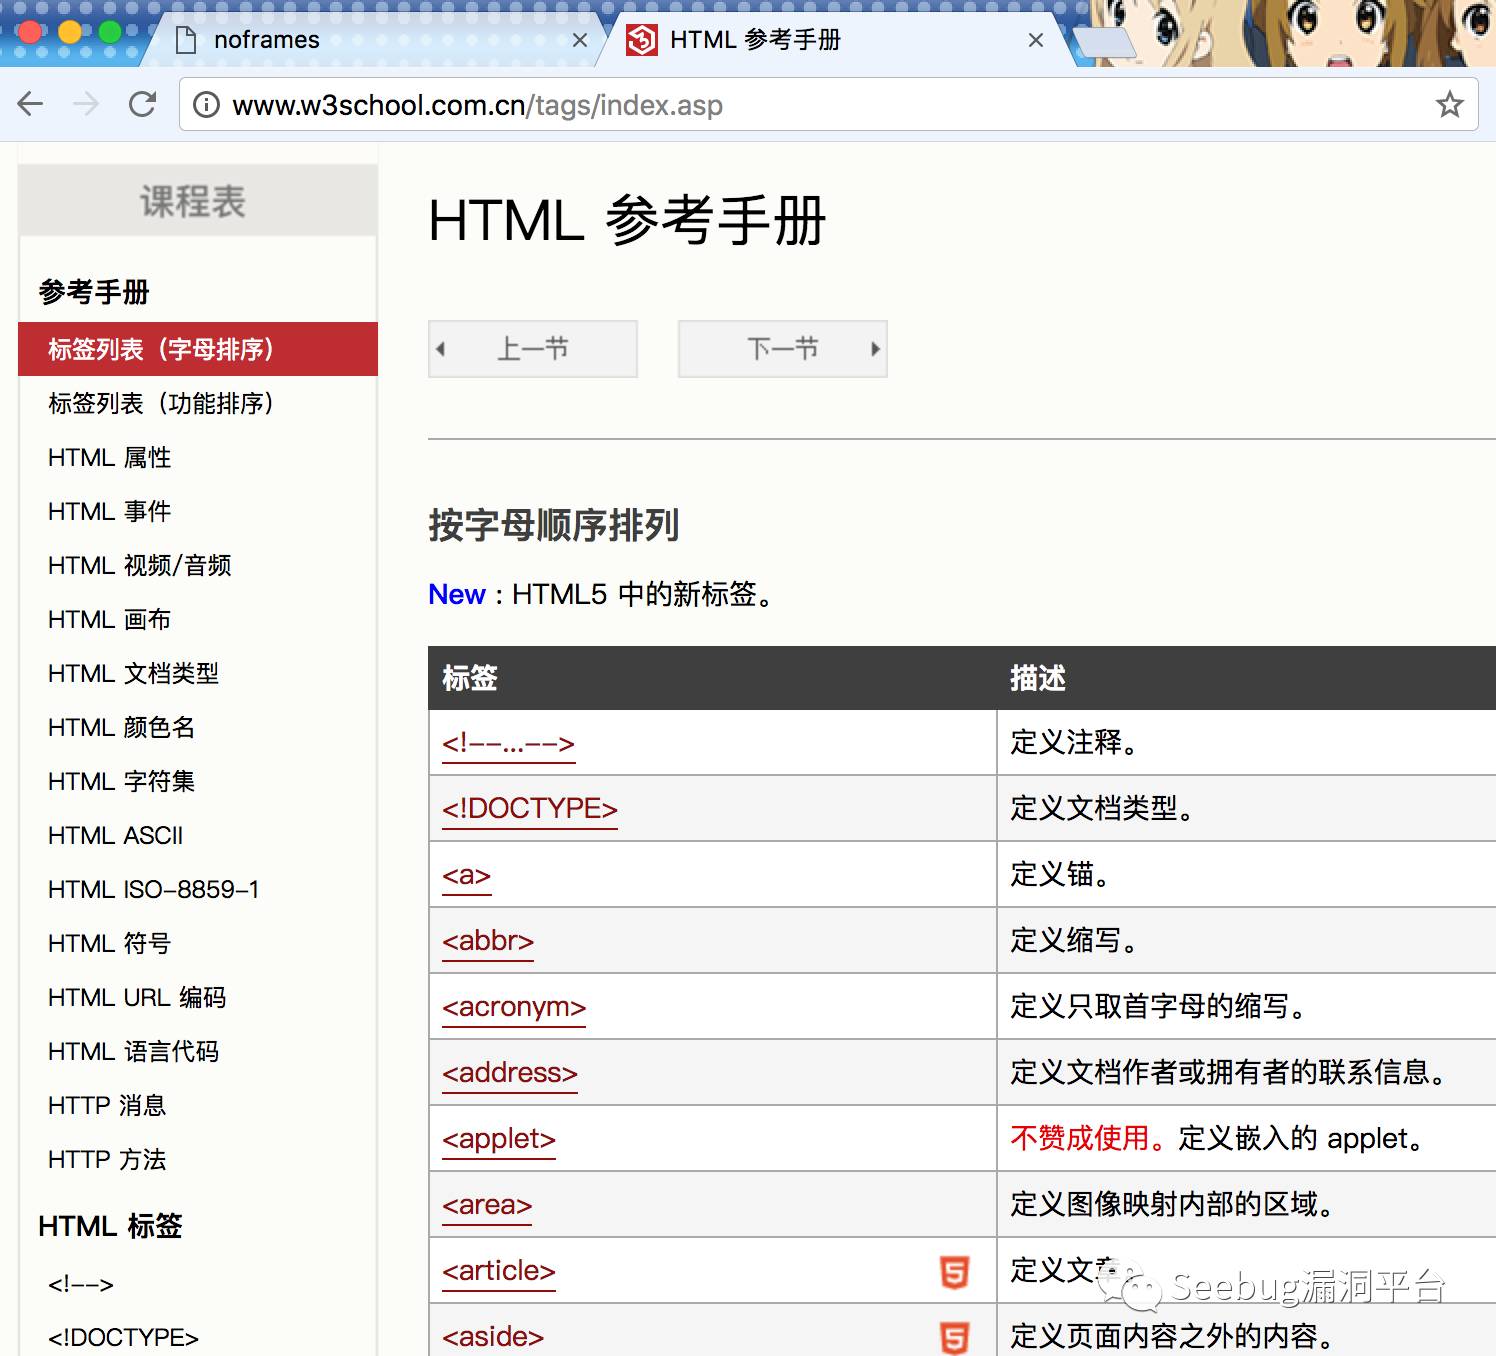 noframes
HTML 参考手册
www.w3school.com.cn/tags/index.asp
课程表
参考手册
标签列表（字母排序）
标签列表（功能排序）
HTML 属性
HTML 事件
HTML 视频/音频
HTML 画布
HTML 文档类型
HTML 颜色名
HTML 字符集
HTML ASCII
HTML ISO-8859-1
HTML 符号
HTML URL 编码
HTML 语言代码
HTTP 消息
HTTP 方法
HTML 标签
<!-->
<!DOCTYPE>
HTML 参考手册
上一节 下一节
按字母顺序排列
New : HTML5 中的新标签。
标签 描述
<!--...--> 定义注释。
<!DOCTYPE> 定义文档类型。
<a> 定义锚。
<abbr> 定义缩写。
<acronym> 定义只取首字母的缩写。
<address> 定义文档作者或拥有者的联系信息。
<applet> 不赞成使用。定义嵌入的 applet。
<area> 定义图像映射内部的区域。
<article> 5 定义文章。
<aside> 5 定义页面内容之外的内容。
Seebug漏洞平台